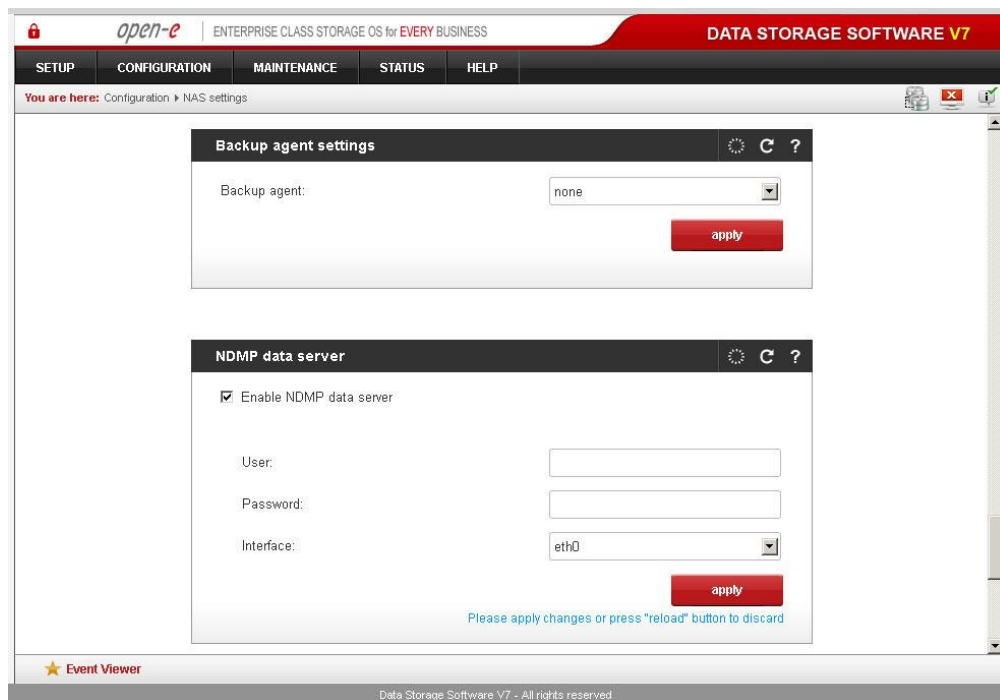 open-e ENTERPRISE CLASS STORAGE OS for EVERY BUSINESS DATA STORAGE SOFTWARE V7
SETUP CONFIGURATION MAINTENANCE STATUS HELP
You are here: Configuration ▸ NAS settings
Backup agent settings
Backup agent: none
apply
NDMP data server
Enable NDMP data server
User:
Password:
Interface: eth0
apply
Please apply changes or press "reload" button to discard
Event Viewer
Data Storage Software V7 - All rights reserved